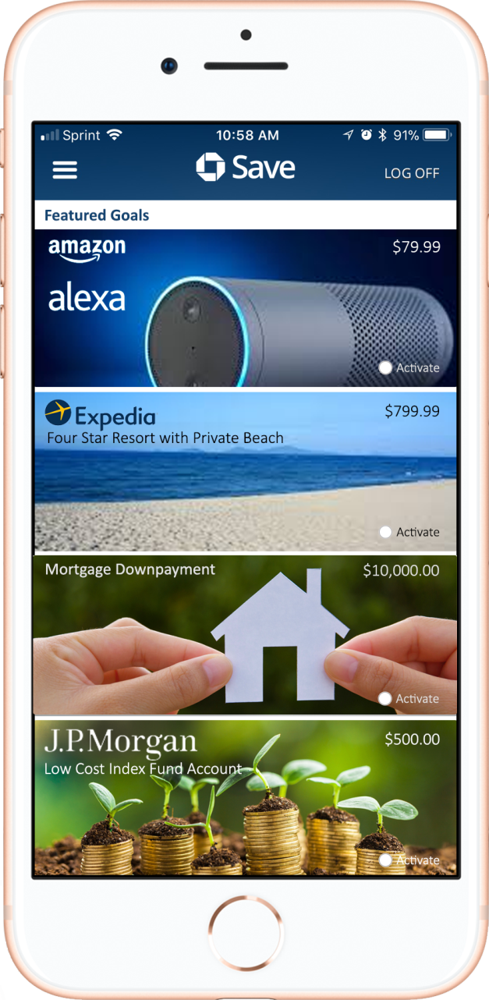 Sprint 10:58 AM 91%
Save LOG OFF
Featured Goals
amazon $79.99
alexa
Activate
Expedia $799.99
Four Star Resort with Private Beach
Activate
Mortgage Downpayment $10,000.00
Activate
J.P.Morgan $500.00
Low Cost Index Fund Account
Activate